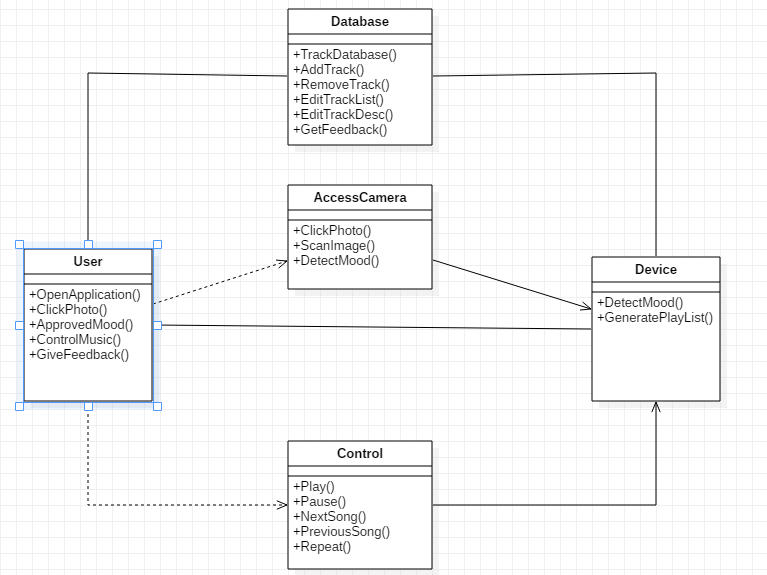 Database
+TrackDatabase()
+AddTrack()
+RemoveTrack()
+EditTrackList()
+EditTrackDesc()
+GetFeedback()
AccessCamera
+ClickPhoto()
+ScanImage()
+DetectMood()
User
+OpenApplication()
+ClickPhoto()
+ApprovedMood()
+ControlMusic()
+GiveFeedback()
Device
+DetectMood()
+GeneratePlayList()
Control
+Play()
+Pause()
+NextSong()
+PreviousSong()
+Repeat()